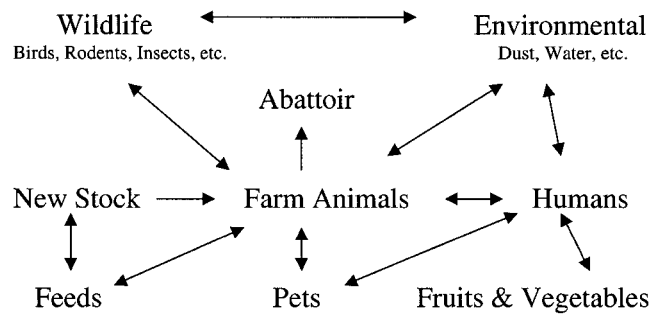 Wildlife
Environmental
Birds, Rodents, Insects, etc.
Dust, Water, etc.
Abattoir
New Stock
Farm Animals
Humans
Feeds
Pets
Fruits & Vegetables